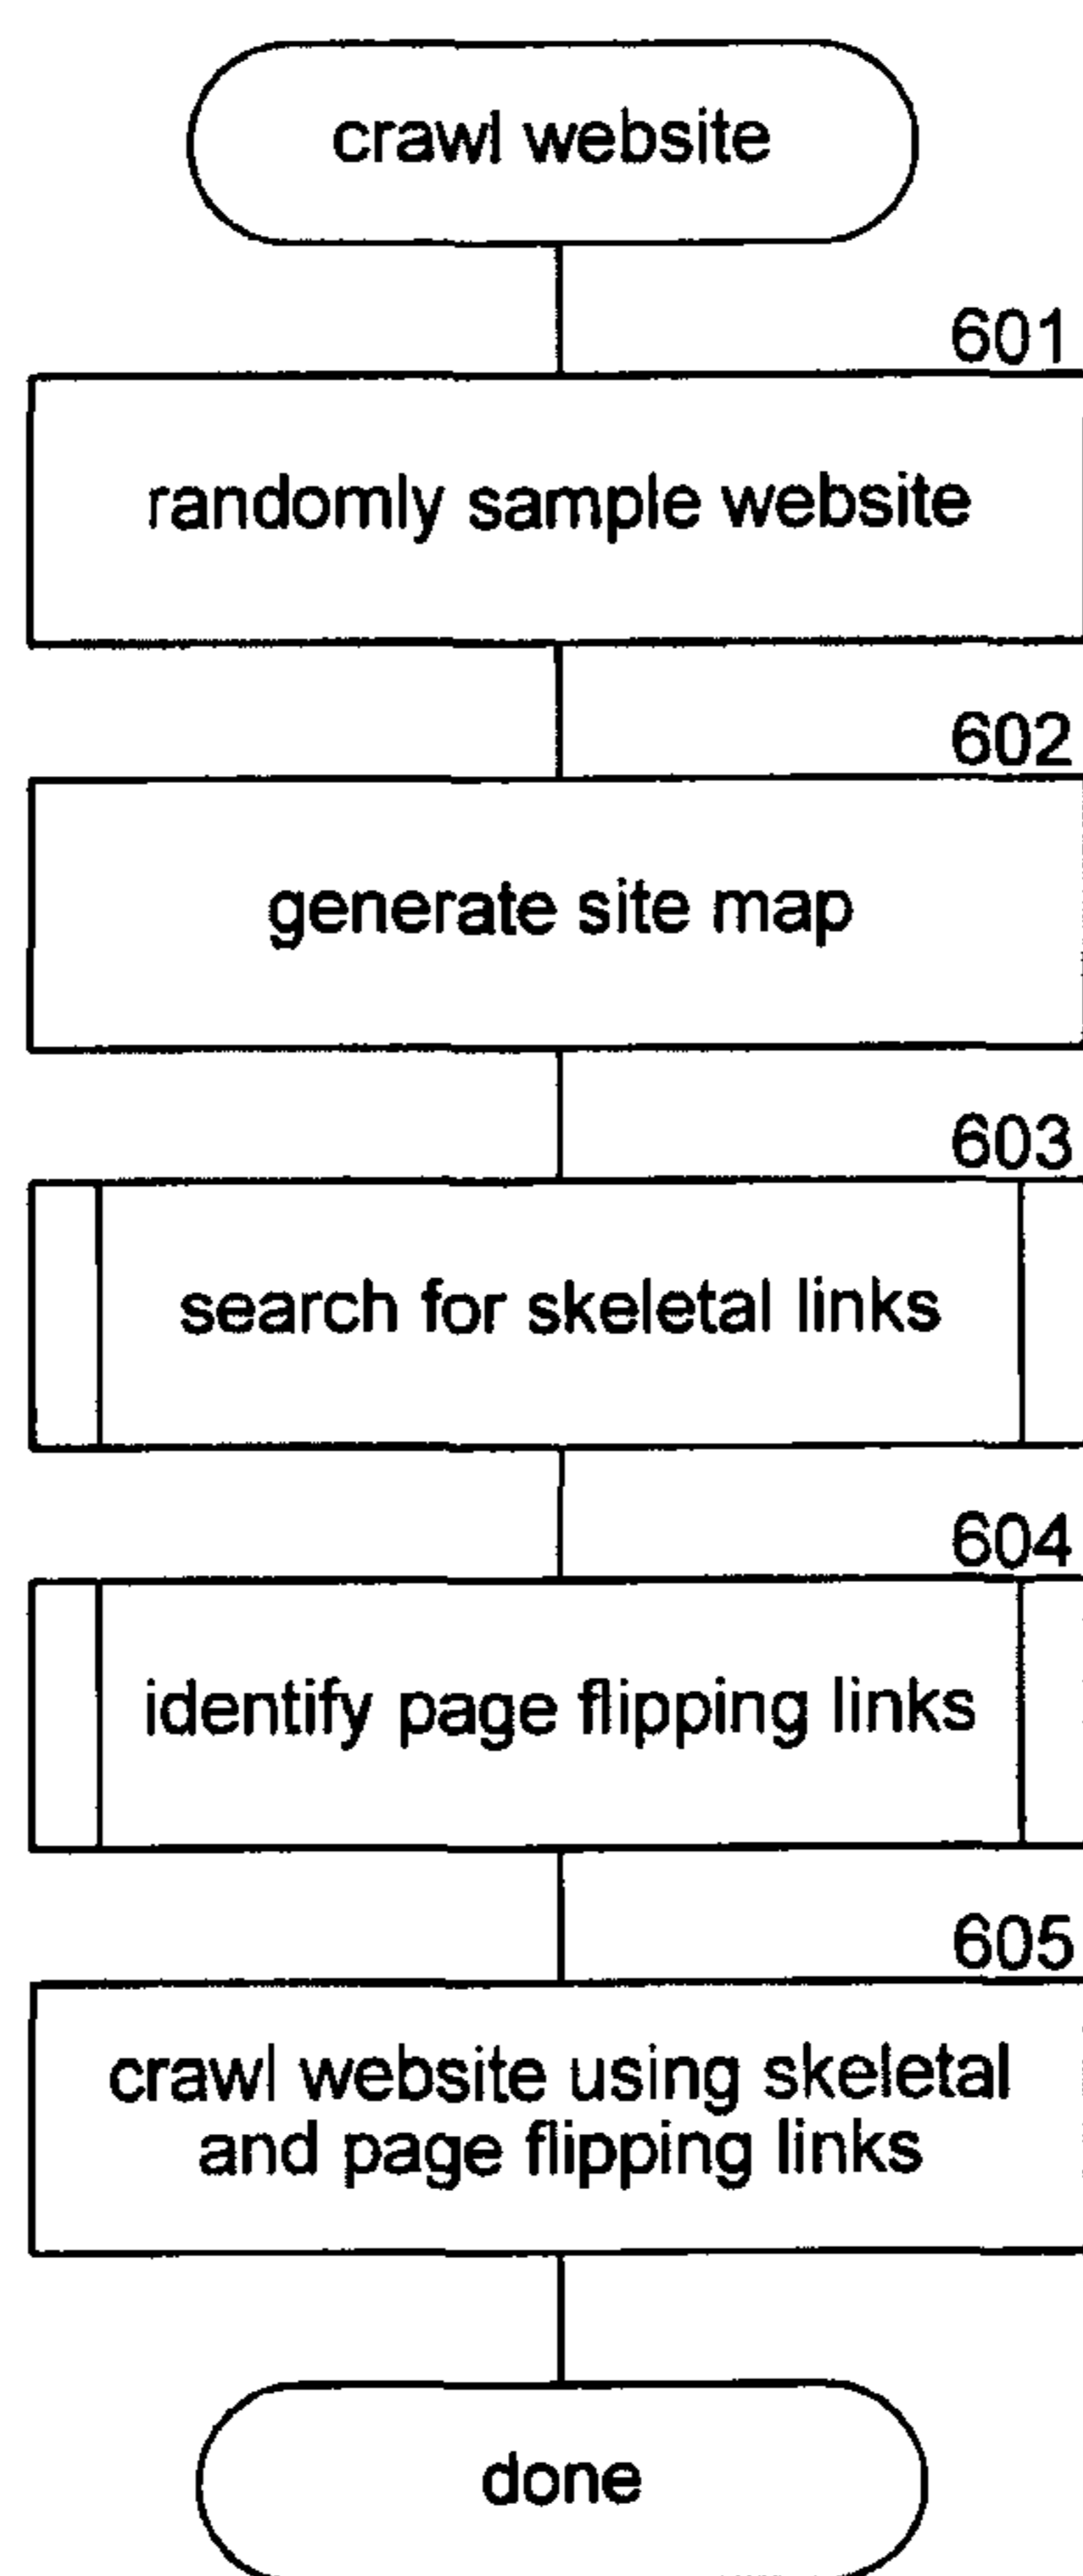 crawl website
601
randomly sample website
602
generate site map
603
search for skeletal links
604
identify page flipping links
605
crawl website using skeletal
and page flipping links
done